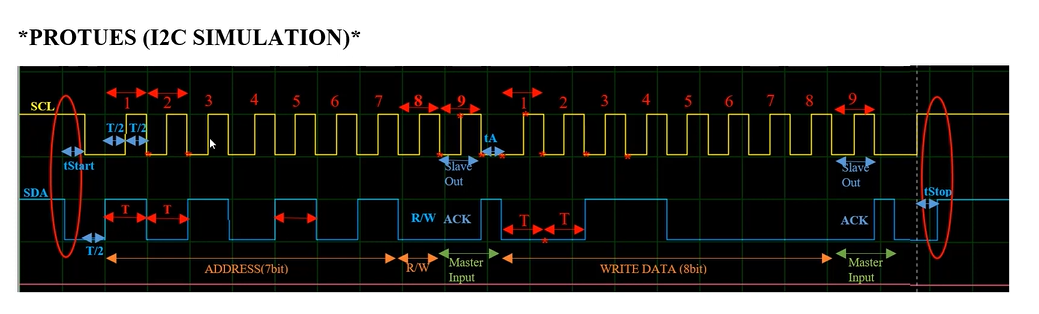 *PROTUES (I2C SIMULATION)*
SCL
1 2 3 4 5 6 7 8 9 1 2 3 4 5 6 7 8 9
T/2 T/2
tA
tStart
Slave
Out
Slave
Out
SDA
tStop
T T
R/W ACK
T T
ACK
T/2
ADDRESS(7bit)
R/W
Master
Input
WRITE DATA (8bit)
Master
Input